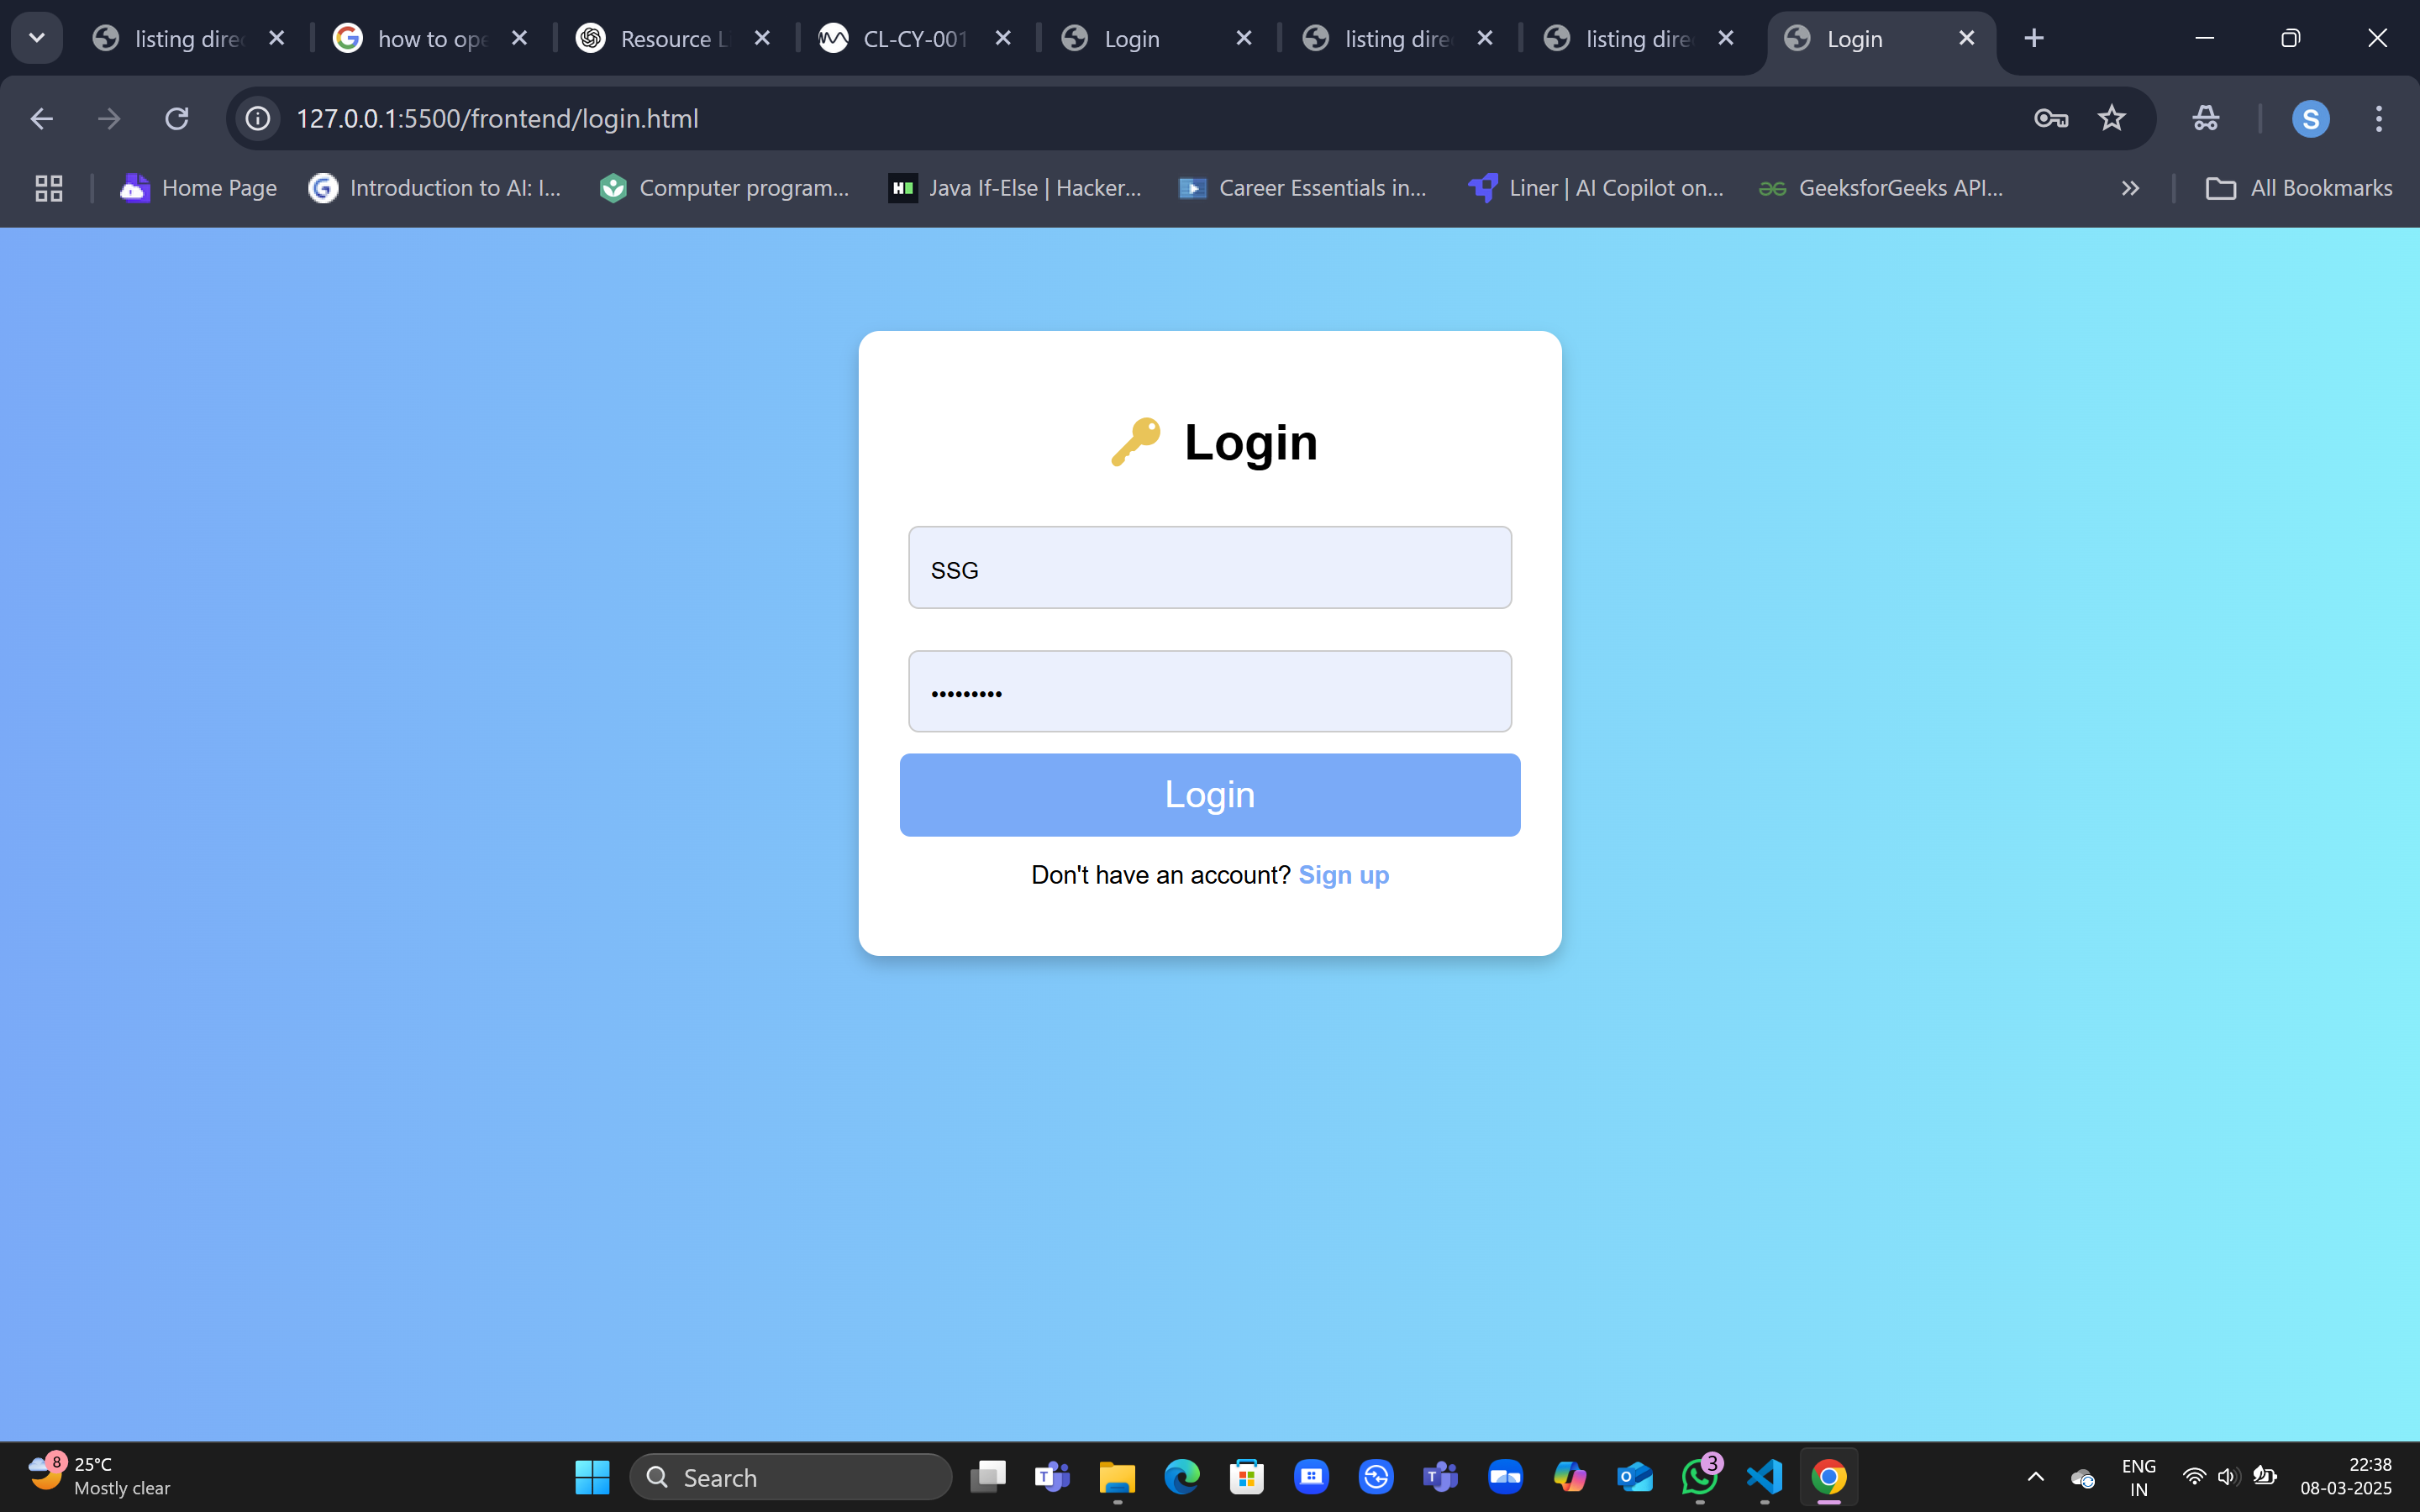 listing dire
how to ope
Resource L
CL-CY-001
Login
listing dire
listing dire
Login
127.0.0.1:5500/frontend/login.html
S
Home Page
Introduction to AI: I...
Computer program...
Java If-Else | Hacker...
Career Essentials in...
Liner | AI Copilot on...
GeeksforGeeks API...
All Bookmarks
Login
SSG
•••••••••
Login
Don't have an account? Sign up
8
25°C
Mostly clear
Search
3
ENG
IN
22:38
08-03-2025